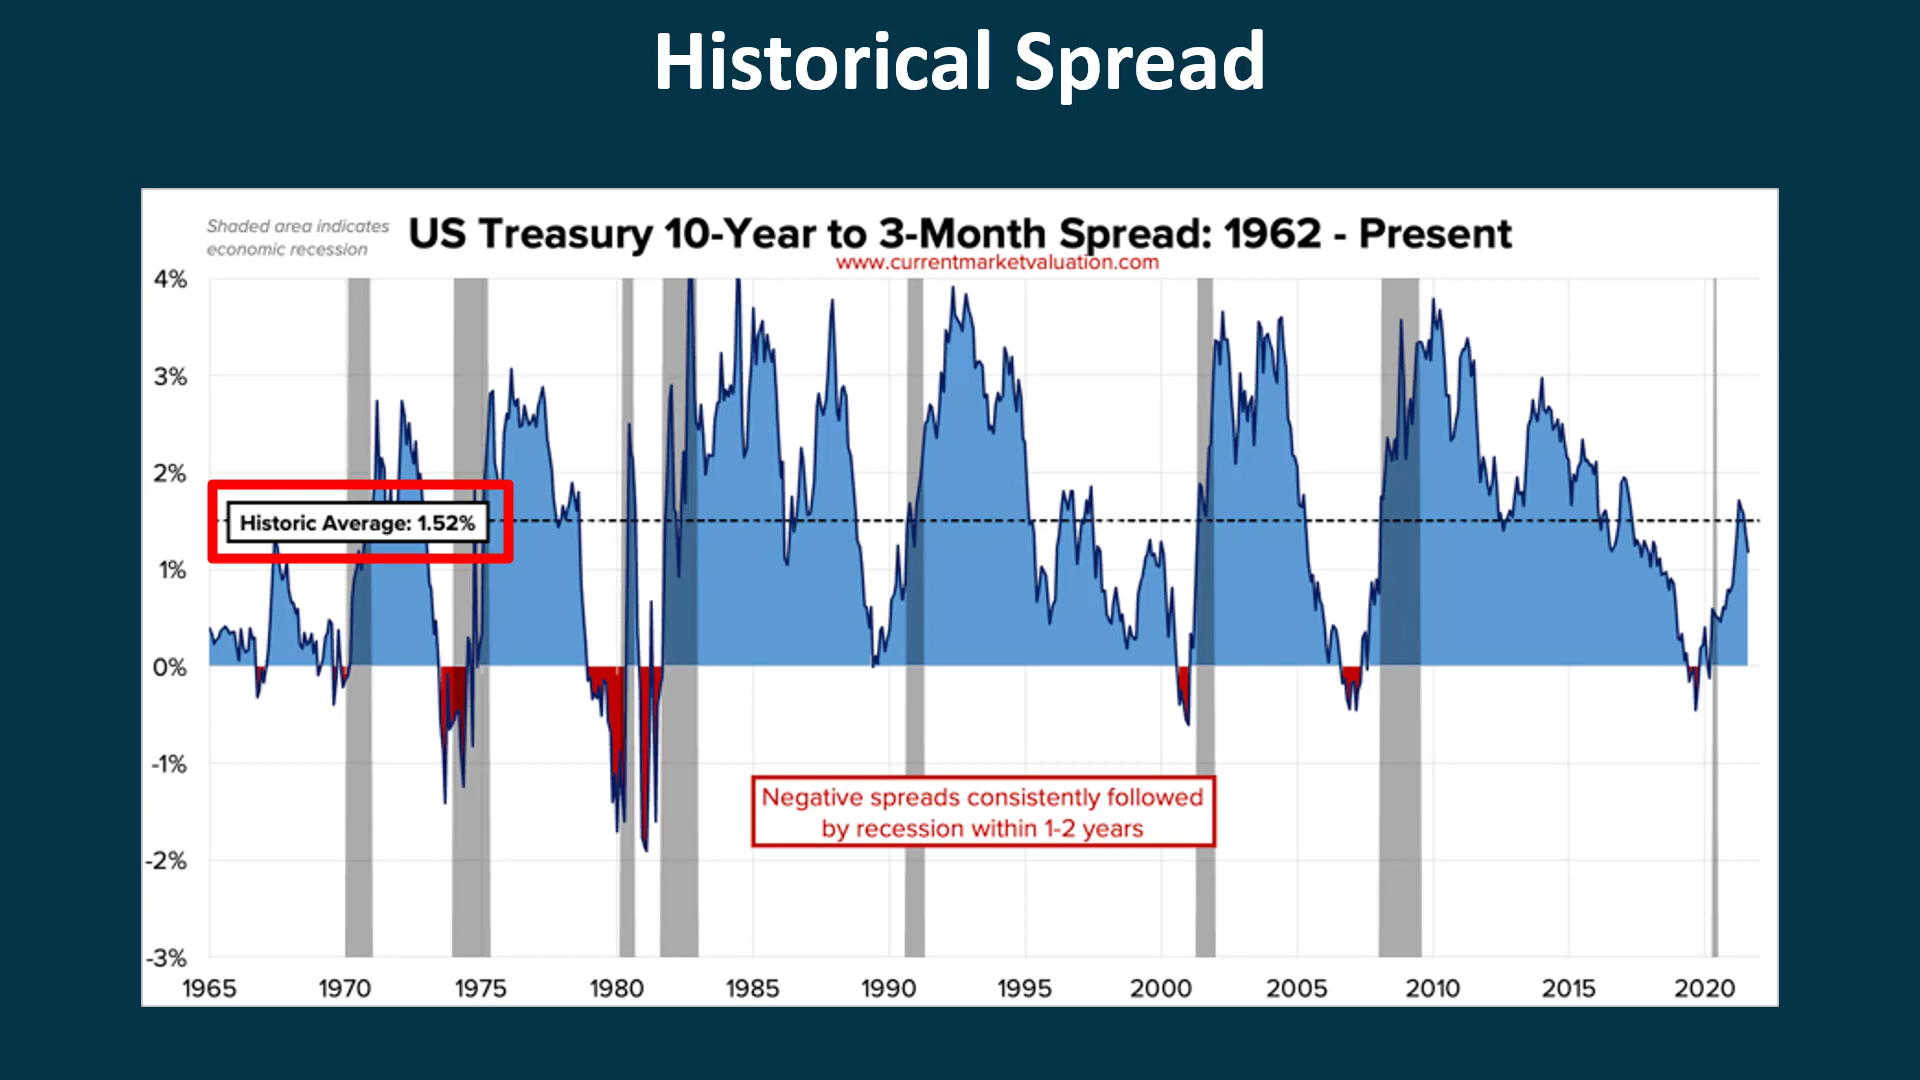 Historical Spread
Shaded area indicates
economic recession
US Treasury 10-Year to 3-Month Spread: 1962 - Present
www.currentmarketvaluation.com
4%
3%
2%
Historic Average: 1.52%
1%
0%
-1%
Negative spreads consistently followed
by recession within 1-2 years
-2%
-3%
1965 1970 1975 1980 1985 1990 1995 2000 2005 2010 2015 2020